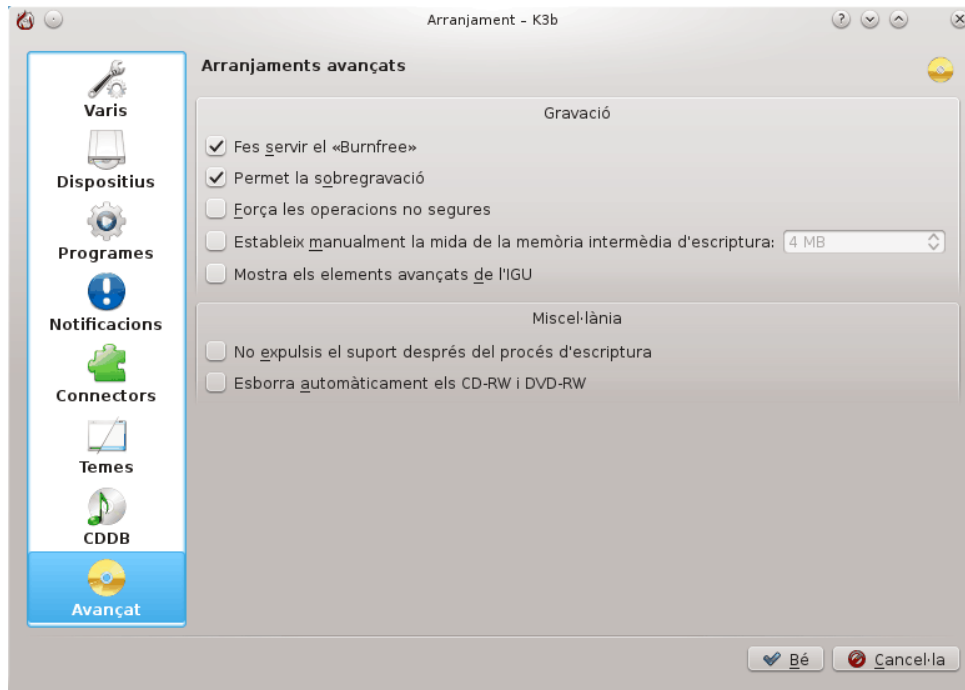 Arranjament – K3b
Varis
Dispositius
Programes
Notificacions
Connectors
Temes
CDDB
Avançat
Arranjaments avançats
Gravació
Fes servir el «Burnfree»
Permet la sobregravació
Força les operacions no segures
Estableix manualment la mida de la memòria intermèdia d'escriptura: 4 MB
Mostra els elements avançats de l'IGU
Miscel·lània
No expulsis el suport després del procés d'escriptura
Esborra automàticament els CD-RW i DVD-RW
Bé
Cancel·la